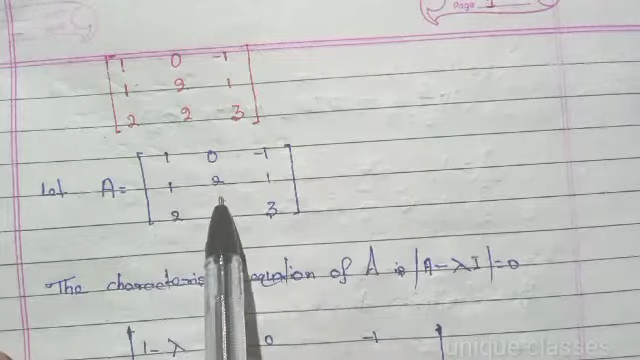 Page 1
1 0 -1
1 2 1
2 2 3
Let A= 1 0 -1
1 2 1
2 3
The characteris equation of A is |A-λI|=0
1-λ 0 -1
unique classes